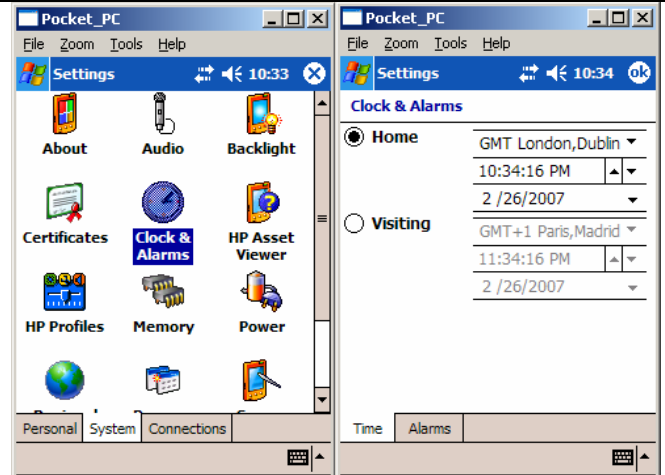 Pocket_PC
File Zoom Tools Help
Settings 10:33
About Audio Backlight
Certificates Clock & Alarms HP Asset Viewer
HP Profiles Memory Power
Personal System Connections
Pocket_PC
File Zoom Tools Help
Settings 10:34 ok
Clock & Alarms
Home GMT London,Dublin
10:34:16 PM
2 /26/2007
Visiting GMT+1 Paris,Madrid
11:34:16 PM
2 /26/2007
Time Alarms